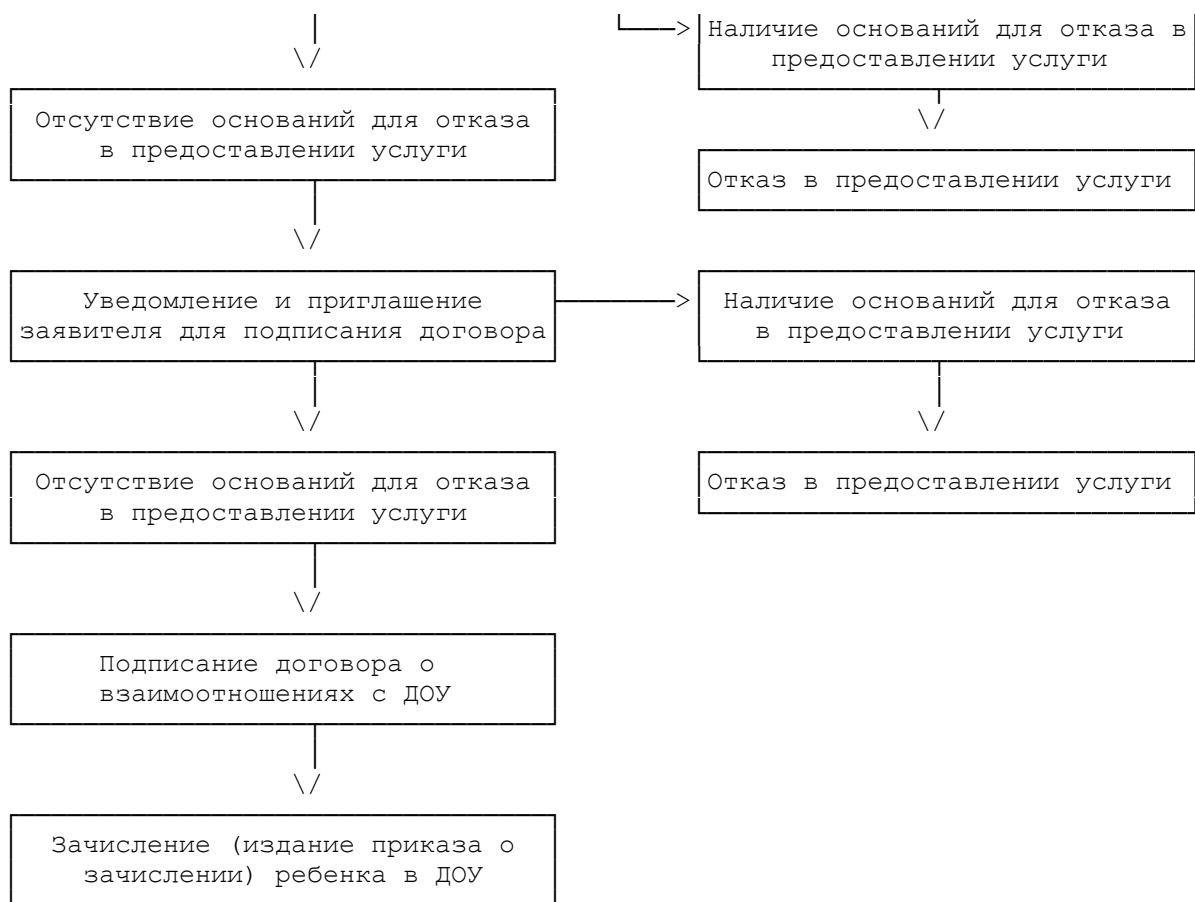 Наличие оснований для отказа в
предоставлении услуги
Отсутствие оснований для отказа
в предоставлении услуги
Отказ в предоставлении услуги
Уведомление и приглашение
заявителя для подписания договора
Наличие оснований для отказа
в предоставлении услуги
Отсутствие оснований для отказа
в предоставлении услуги
Отказ в предоставлении услуги
Подписание договора о
взаимоотношениях с ДОУ
Зачисление (издание приказа о
зачислении) ребенка в ДОУ